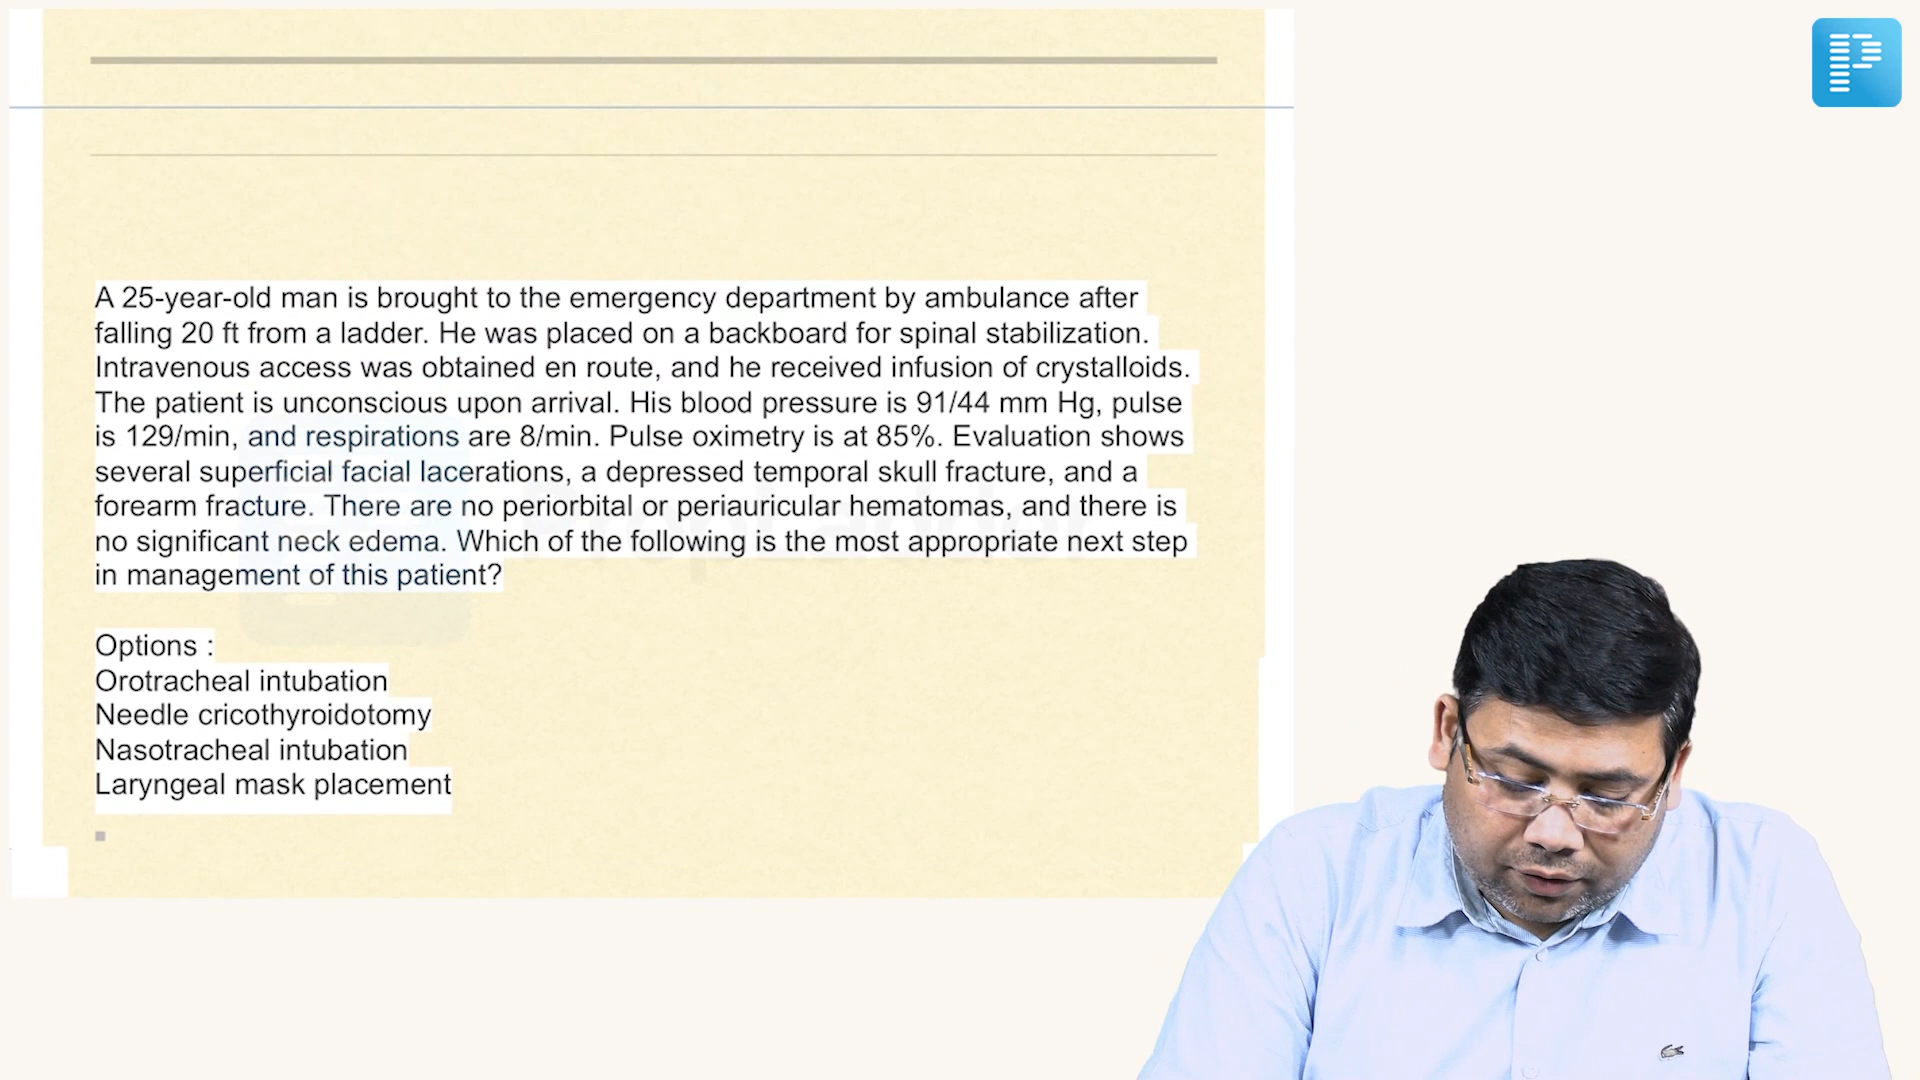 A 25-year-old man is brought to the emergency department by ambulance after
falling 20 ft from a ladder. He was placed on a backboard for spinal stabilization.
Intravenous access was obtained en route, and he received infusion of crystalloids.
The patient is unconscious upon arrival. His blood pressure is 91/44 mm Hg, pulse
is 129/min, and respirations are 8/min. Pulse oximetry is at 85%. Evaluation shows
several superficial facial lacerations, a depressed temporal skull fracture, and a
forearm fracture. There are no periorbital or periauricular hematomas, and there is
no significant neck edema. Which of the following is the most appropriate next step
in management of this patient?
Options :
Orotracheal intubation
Needle cricothyroidotomy
Nasotracheal intubation
Laryngeal mask placement